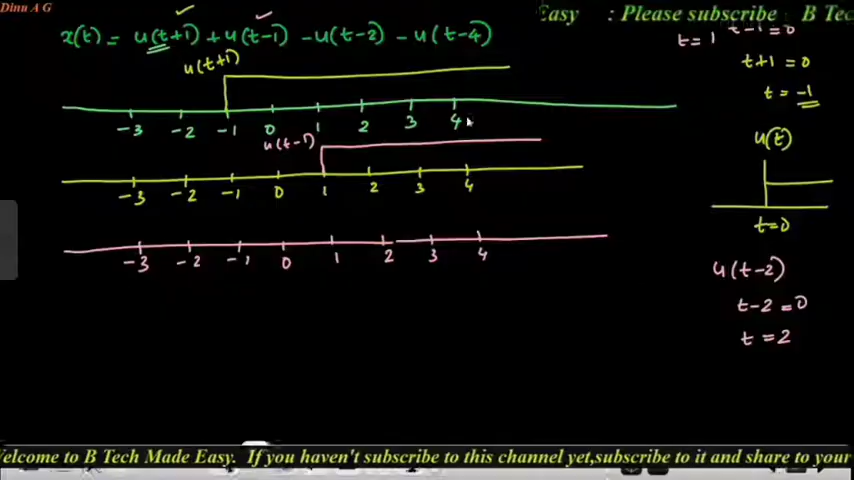 Dinu A G
Easy : Please subscribe B Tec
x(t) = u(t+1) + u(t-1) - u(t-2) - u(t-4)
t = 1 t-1 = 0
t+1 = 0
t = -1
u(t+1)
-3 -2 -1 0 1 2 3 4
u(t-1)
-3 -2 -1 0 1 2 3 4
u(t)
t=0
-3 -2 -1 0 1 2 3 4
u(t-2)
t-2 = 0
t = 2
Velcome to B Tech Made Easy. If you haven't subscribe to this channel yet,subscribe to it and share to your